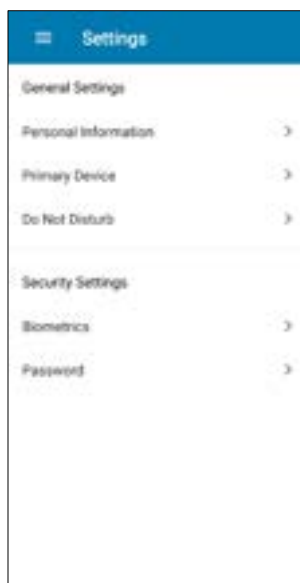 Settings
General Settings
Personal Information
Primary Device
Do Not Disturb
Security Settings
Biometrics
Password